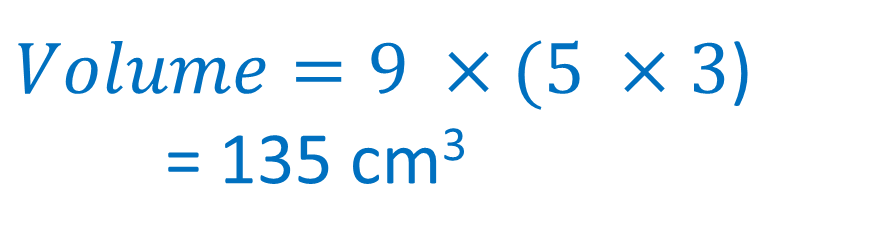 Volume = 9 × (5 × 3)
= 135 cm³